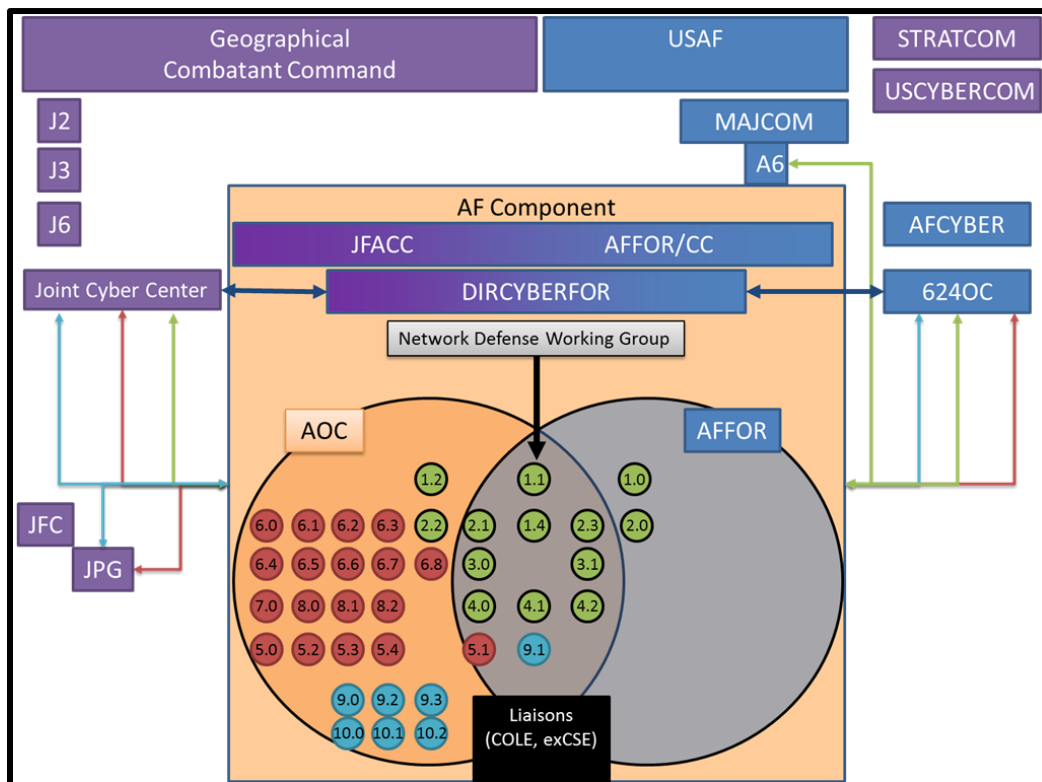 Geographical
Combatant Command
USAF
STRATCOM
USCYBERCOM
J2
MAJCOM
J3
A6
J6
AF Component
AFCYBER
JFACC
AFFOR/CC
Joint Cyber Center
DIRCYBERFOR
624OC
Network Defense Working Group
AOC
AFFOR
1.2
1.1
1.0
6.0 6.1 6.2 6.3 2.2 2.1 1.4 2.3 2.0
JFC
JPG
6.4 6.5 6.6 6.7 6.8 3.0 3.1
7.0 8.0 8.1 8.2 4.0 4.1 4.2
5.0 5.2 5.3 5.4 5.1 9.1
9.0 9.2 9.3
10.0 10.1 10.2
Liaisons
(COLE, exCSE)